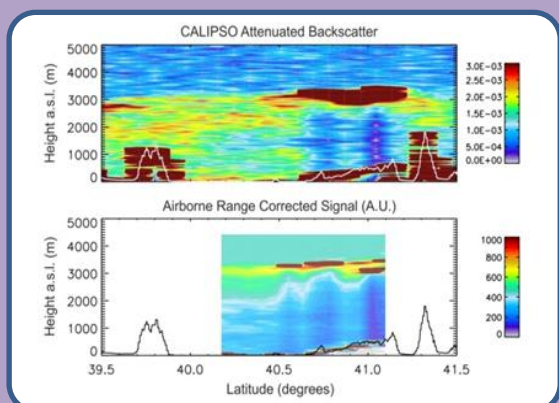 CALIPSO Attenuated Backscatter
Height a.s.l. (m)
5000
4000
3000
2000
1000
0
3.0E-03
2.5E-03
2.0E-03
1.5E-03
1.0E-03
5.0E-04
0.0E+00
Airborne Range Corrected Signal (A.U.)
Height a.s.l. (m)
5000
4000
3000
2000
1000
0
1000
800
600
400
200
0
39.5 40.0 40.5 41.0 41.5
Latitude (degrees)